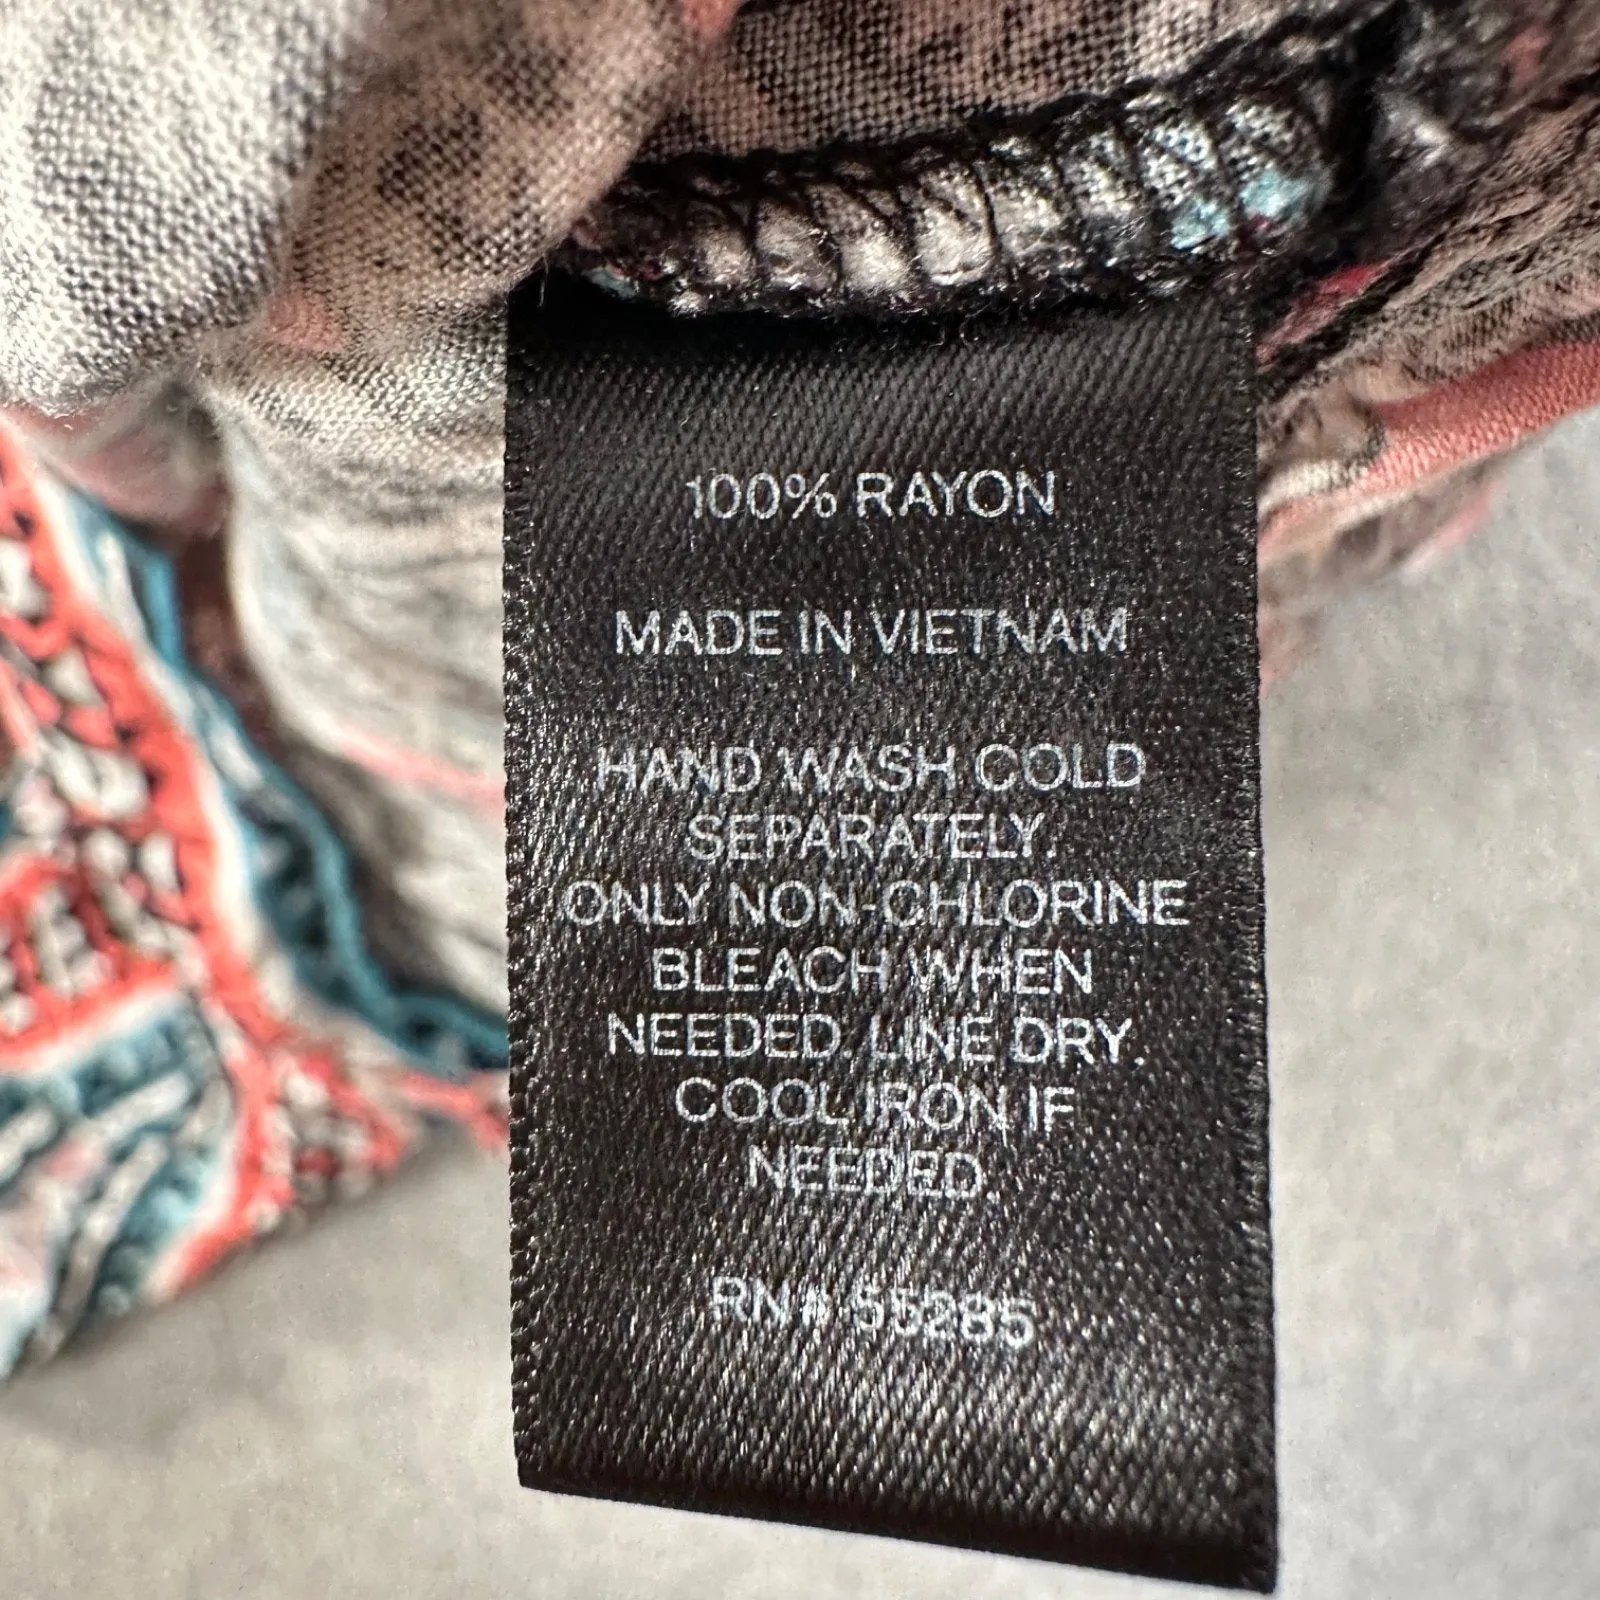 100% RAYON
MADE IN VIETNAM
HAND WASH COLD
SEPARATELY.
ONLY NON-CHLORINE
BLEACH WHEN
NEEDED. LINE DRY.
COOL IRON IF
NEEDED.
RN# 55285